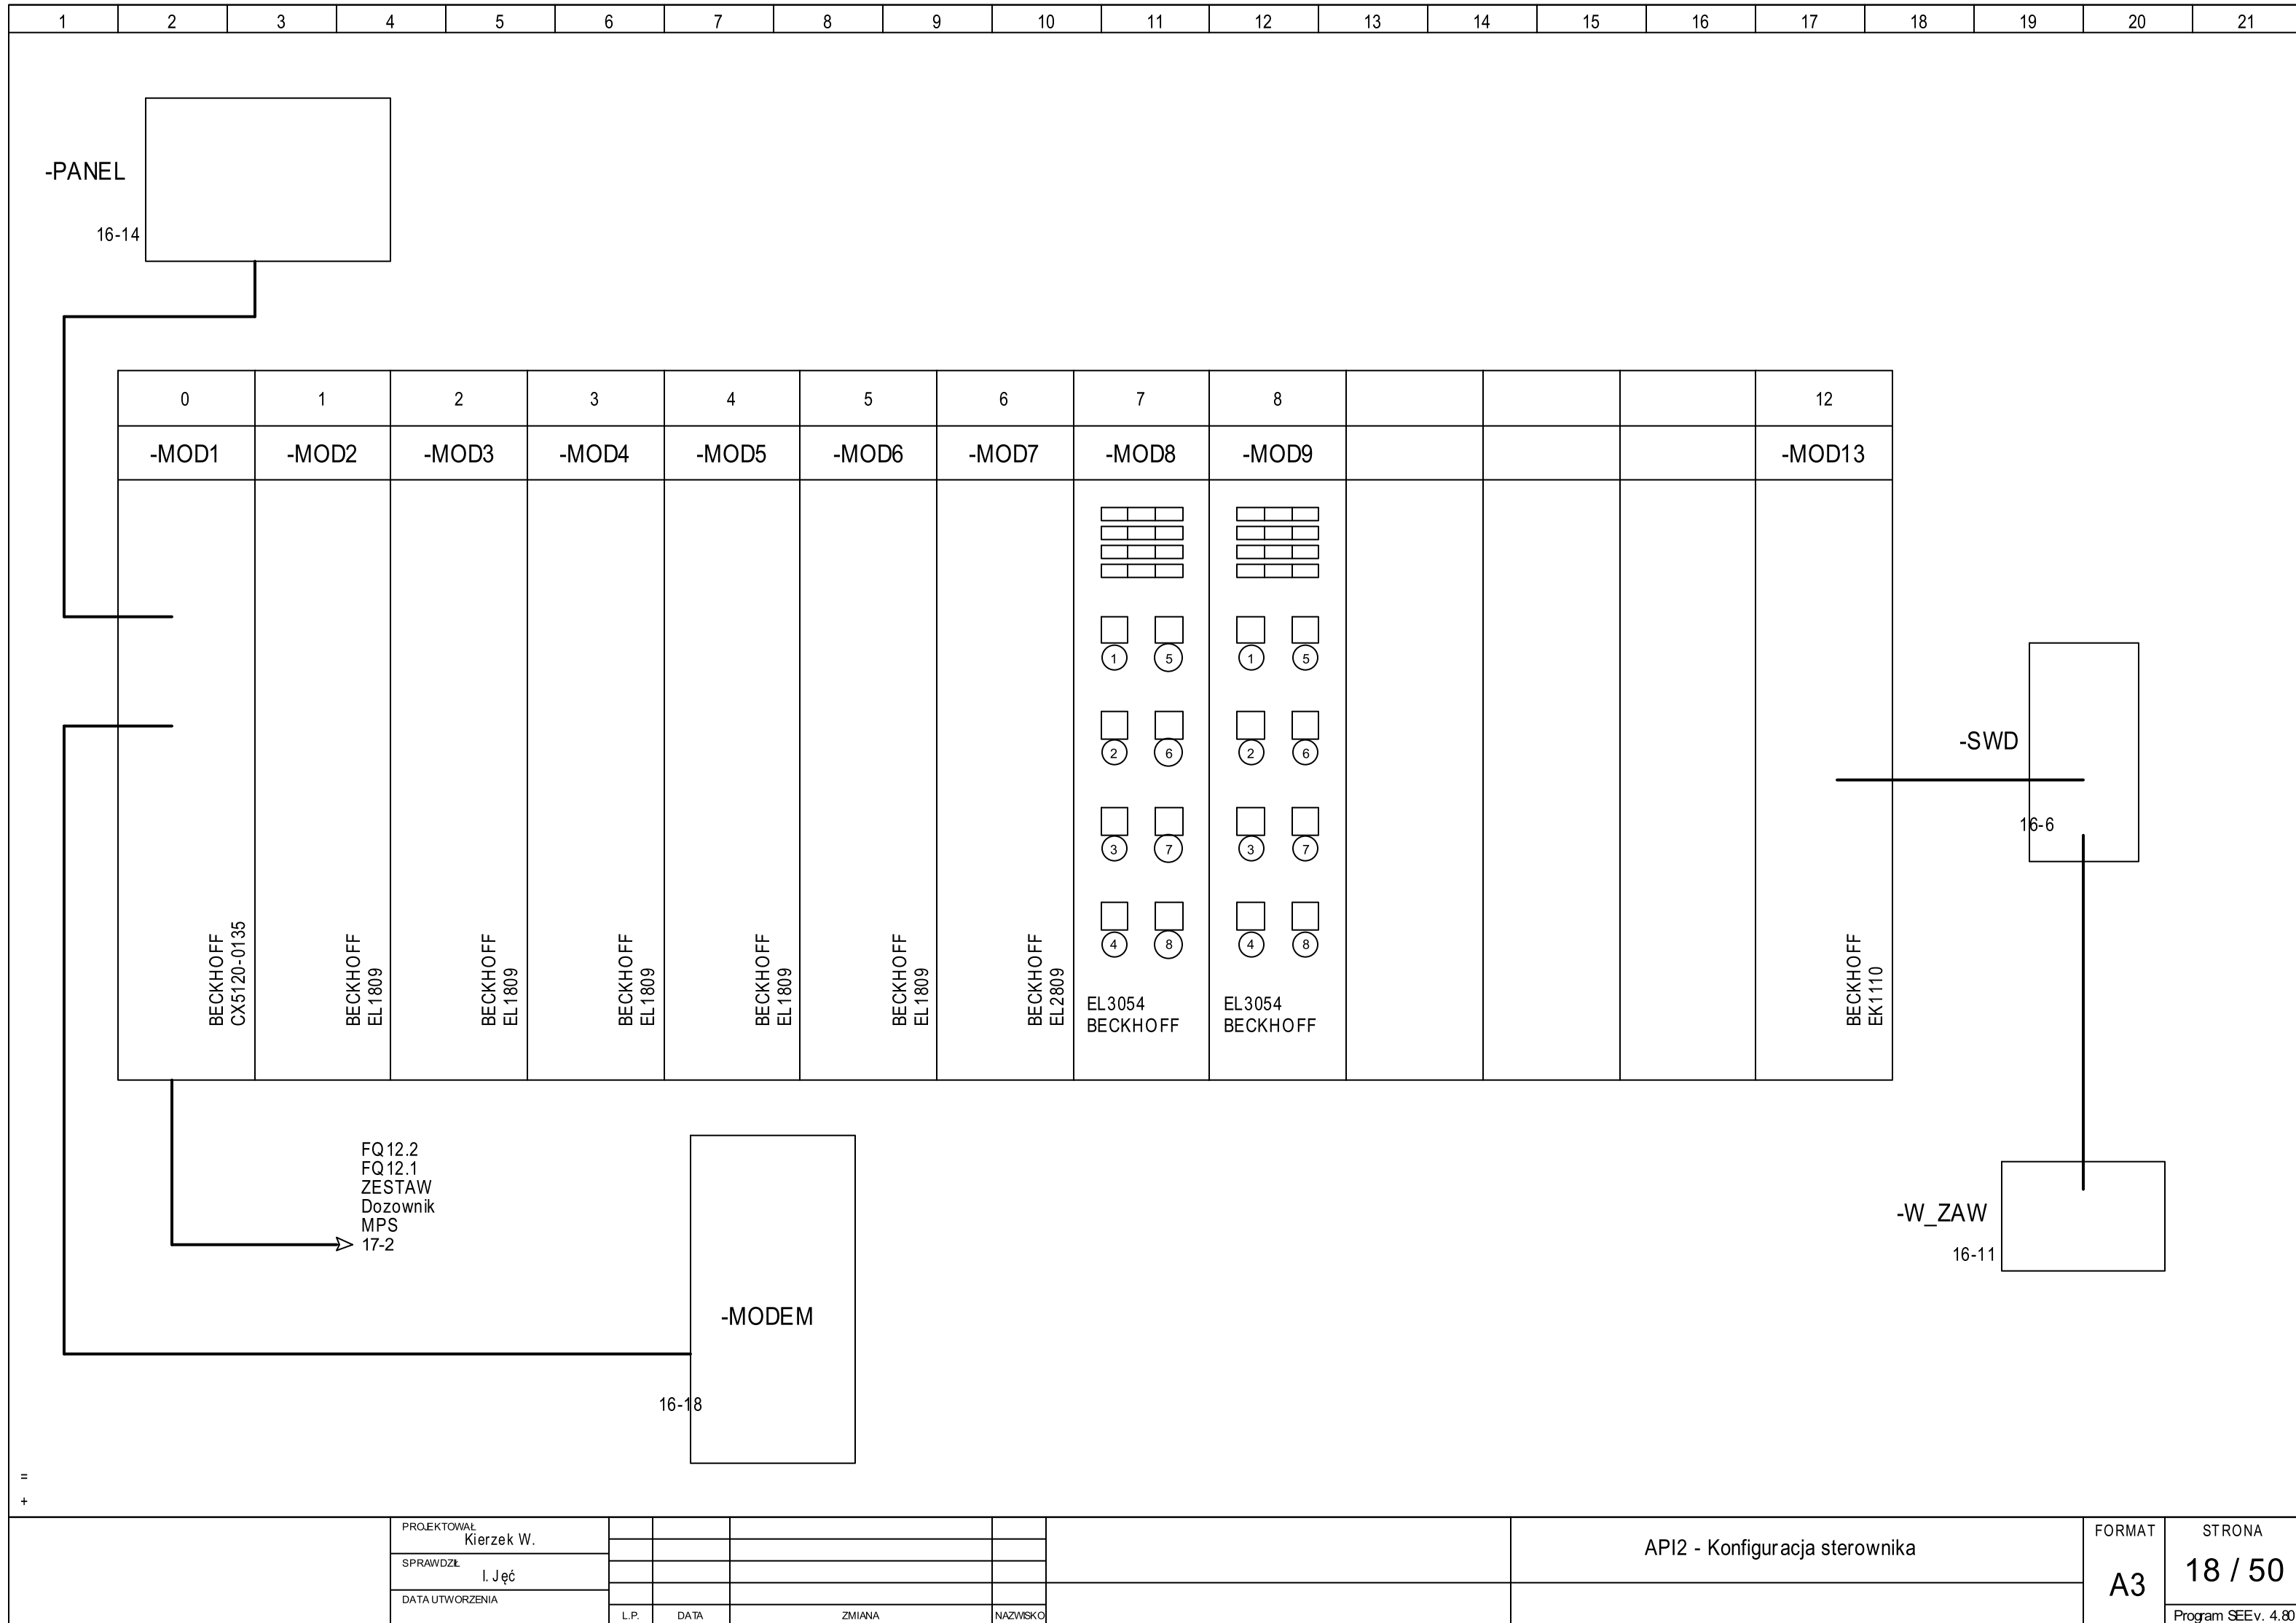 1 2 3 4 5 6 7 8 9 10 11 12 13 14 15 16 17 18 19 20 21
-PANEL
16-14
0 1 2 3 4 5 6 7 8 12
-MOD1 -MOD2 -MOD3 -MOD4 -MOD5 -MOD6 -MOD7 -MOD8 -MOD9 -MOD13
1 5 1 5
2 6 2 6
3 7 3 7
4 8 4 8
BECKHOFF
CX5120-0135
BECKHOFF
EL1809
BECKHOFF
EL1809
BECKHOFF
EL1809
BECKHOFF
EL1809
BECKHOFF
EL1809
BECKHOFF
EL2809
EL3054
BECKHOFF
EL3054
BECKHOFF
BECKHOFF
EK1110
-SWD
16-6
FQ12.2
FQ12.1
ZESTAW
Dozownik
MPS
17-2
-W_ZAW
16-11
-MODEM
16-18
=
+
PROJEKTOWAŁ
Kierzek W.
SPRAWDZIŁ
I. Jęć
DATA UTWORZENIA
L.P. DATA ZMIANA NAZWISKO
API2 - Konfiguracja sterownika
FORMAT
A3
STRONA
18 / 50
Program SEE v. 4.80